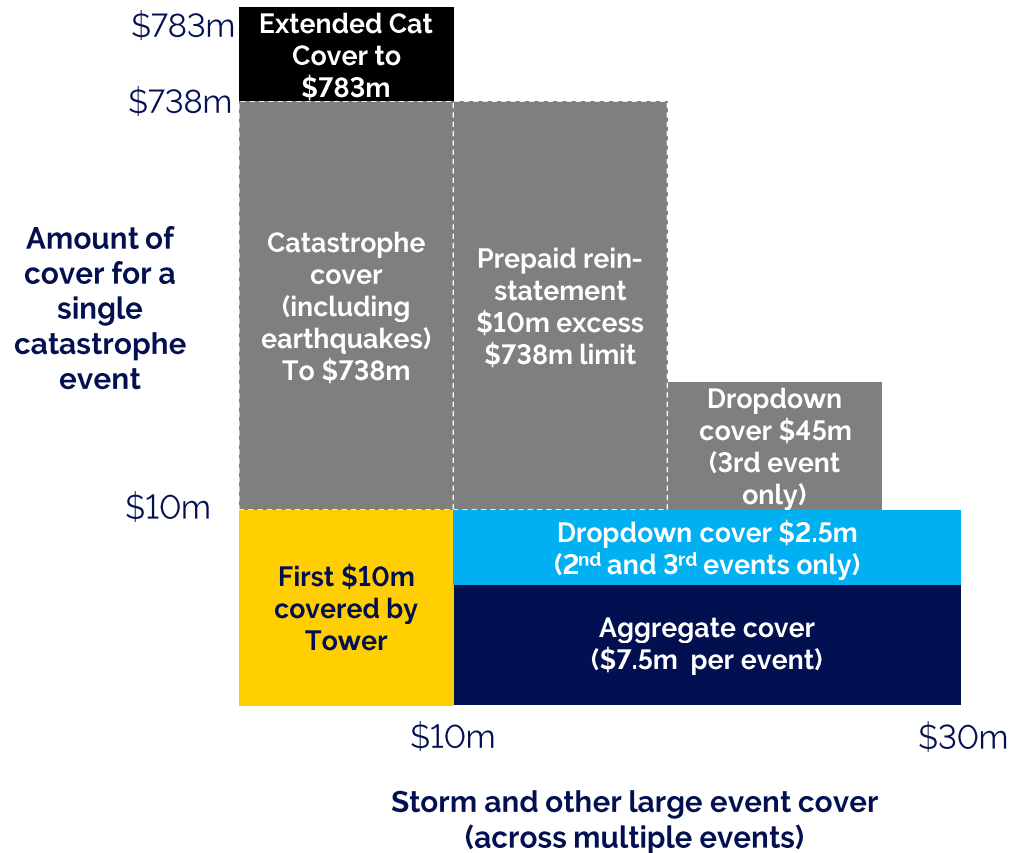 $783m
Extended Cat
Cover to
$783m
$738m
Amount of
cover for a
single
catastrophe
event
Catastrophe
cover
(including
earthquakes)
To $738m
Prepaid rein-
statement
$10m excess
$738m limit
Dropdown
cover $45m
(3rd event
only)
$10m
First $10m
covered by
Tower
Dropdown cover $2.5m
(2nd and 3rd events only)
Aggregate cover
($7.5m  per event)
$10m
$30m
Storm and other large event cover
(across multiple events)